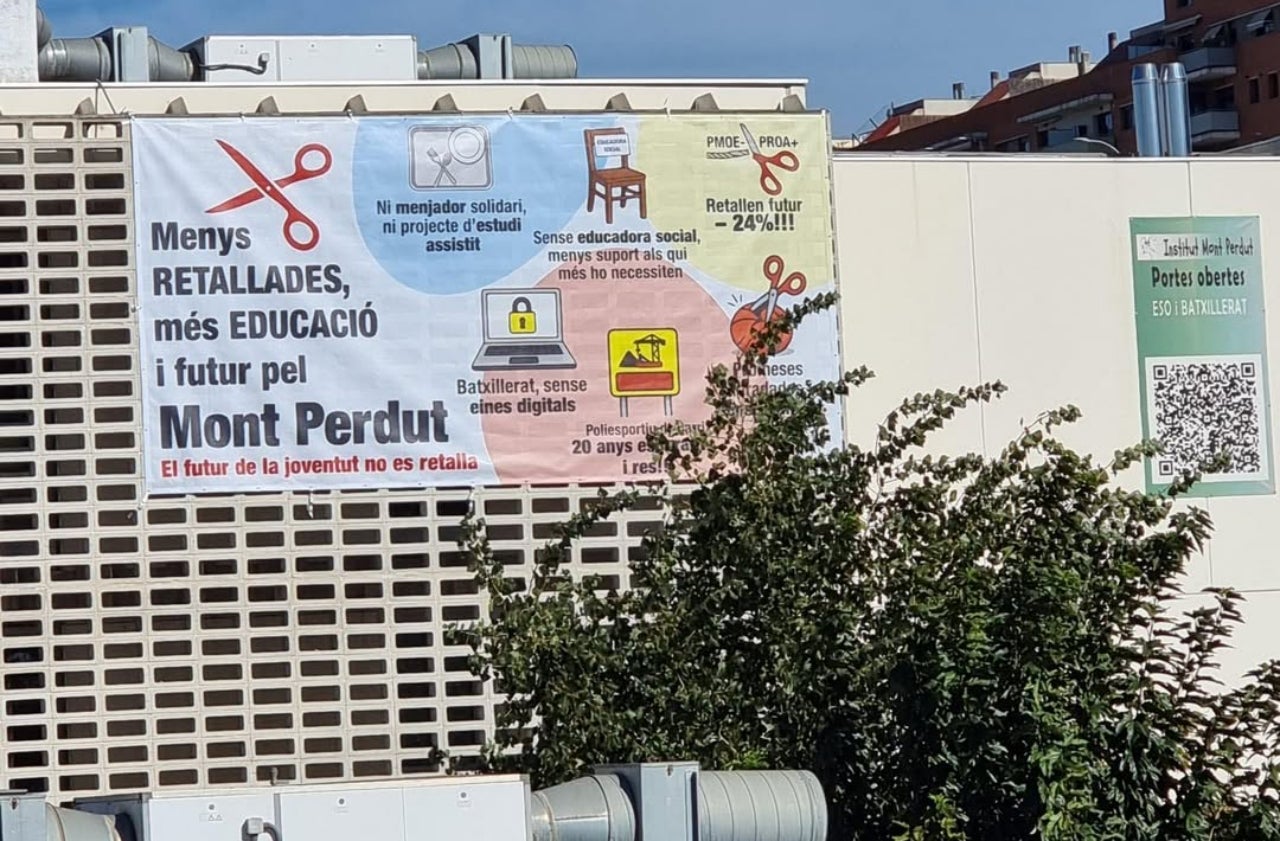 Menys
RETALLADES,
més EDUCACIÓ
i futur pel
Mont Perdut
El futur de la joventut no es retalla
Ni menjador solidari,
ni projecte d'estudi
assistit
EDUCADORA
SOCIAL
Sense educadora social,
menys suport als qui
més ho necessiten
PMOE- PROA+
Retallen futur
– 24%!!!
Batxillerat, sense
eines digitals
Poliesportiu
20 anys
i res!
Institut Mont Perdut
Portes obertes
ESO i BATXILLERAT